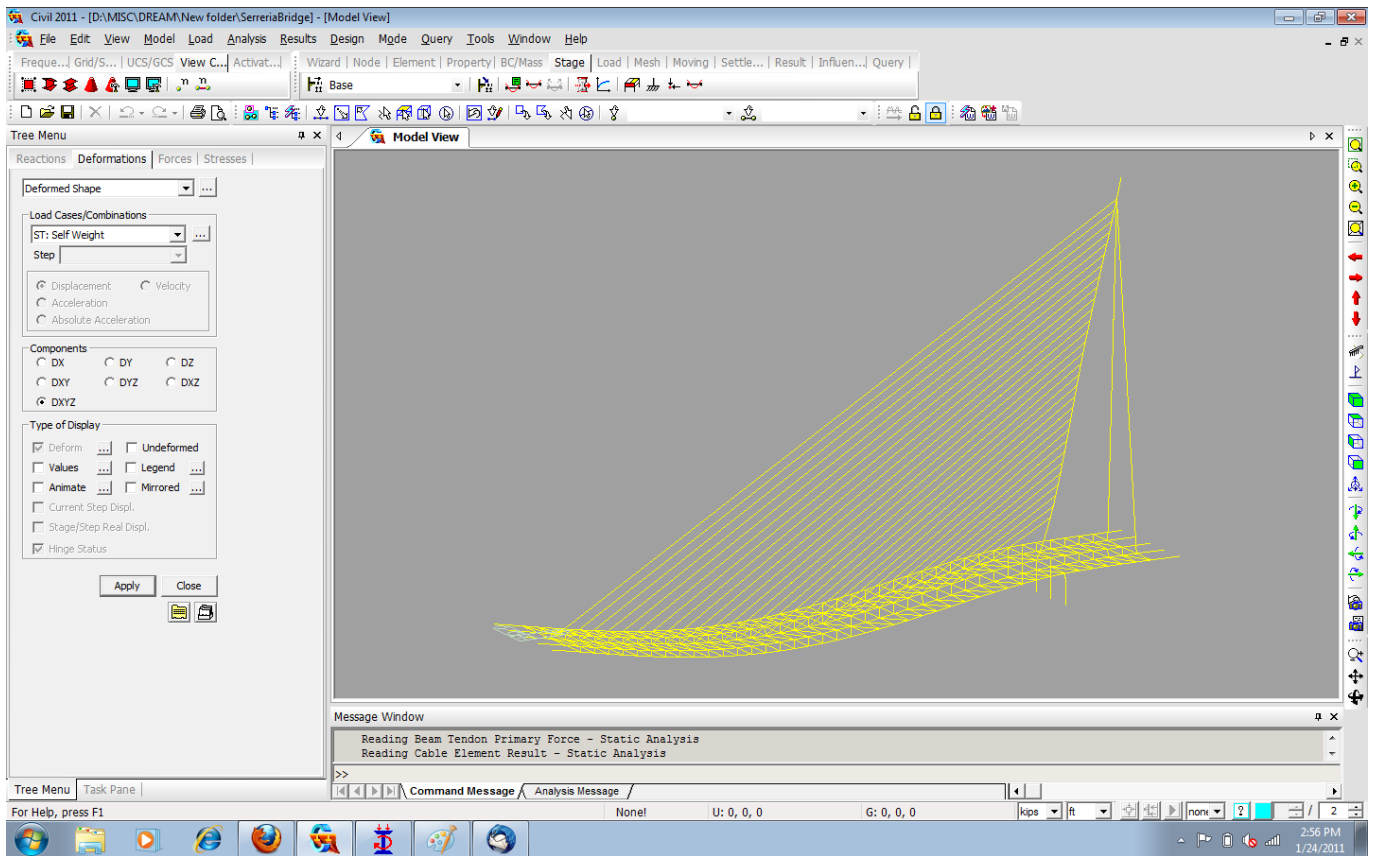 Civil 2011 - [D:\MISC\DREAM\New folder\SerreriaBridge] - [Model View]
File Edit View Model Load Analysis Results Design Mode Query Tools Window Help
Freque... Grid/S... UCS/GCS View C... Activat... Wizard Node Element Property BC/Mass Stage Load Mesh Moving Settle... Result Influen... Query
Base
Tree Menu
Model View
Reactions Deformations Forces Stresses
Deformed Shape ...
Load Cases/Combinations
ST: Self Weight ...
Step
Displacement Velocity
Acceleration
Absolute Acceleration
Components
DX DY DZ
DXY DYZ DXZ
DXYZ
Type of Display
Deform ... Undeformed
Values ... Legend ...
Animate ... Mirrored ...
Current Step Displ.
Stage/Step Real Displ.
Hinge Status
Apply Close
Message Window
Reading Beam Tendon Primary Force - Static Analysis
Reading Cable Element Result - Static Analysis
>>
Command Message Analysis Message
Tree Menu Task Pane
For Help, press F1 None! U: 0, 0, 0 G: 0, 0, 0 kips ft none ? / 2
2:56 PM
1/24/2011